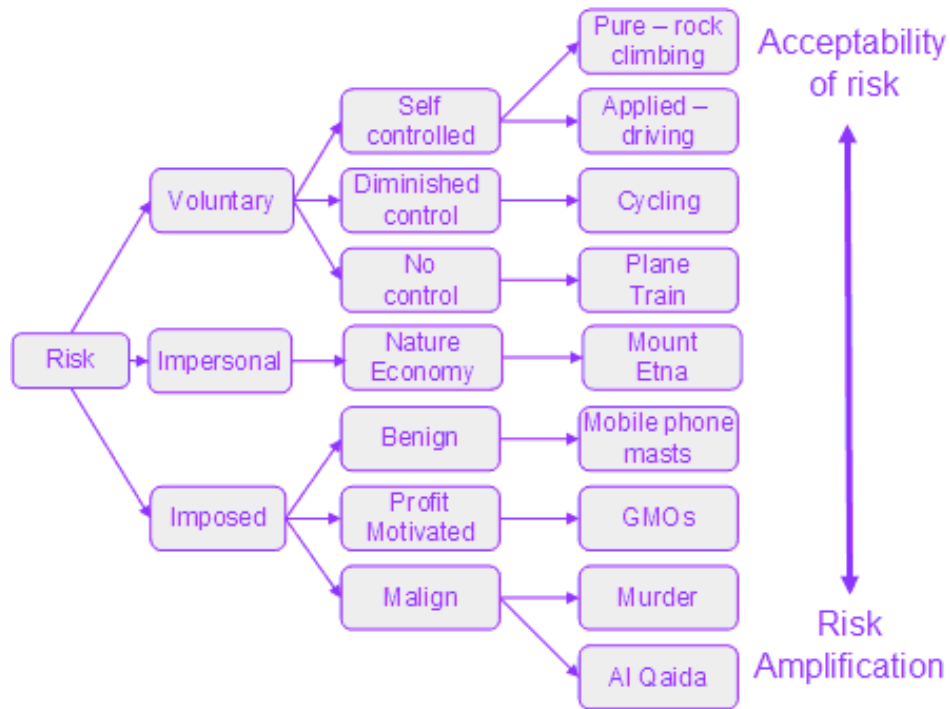 Pure – rock
climbing
Acceptability
of risk
Self
controlled
Applied –
driving
Voluntary
Diminished
control
Cycling
No
control
Plane
Train
Risk
Impersonal
Nature
Economy
Mount
Etna
Benign
Mobile phone
masts
Imposed
Profit
Motivated
GMOs
Malign
Murder
Risk
Amplification
Al Qaida